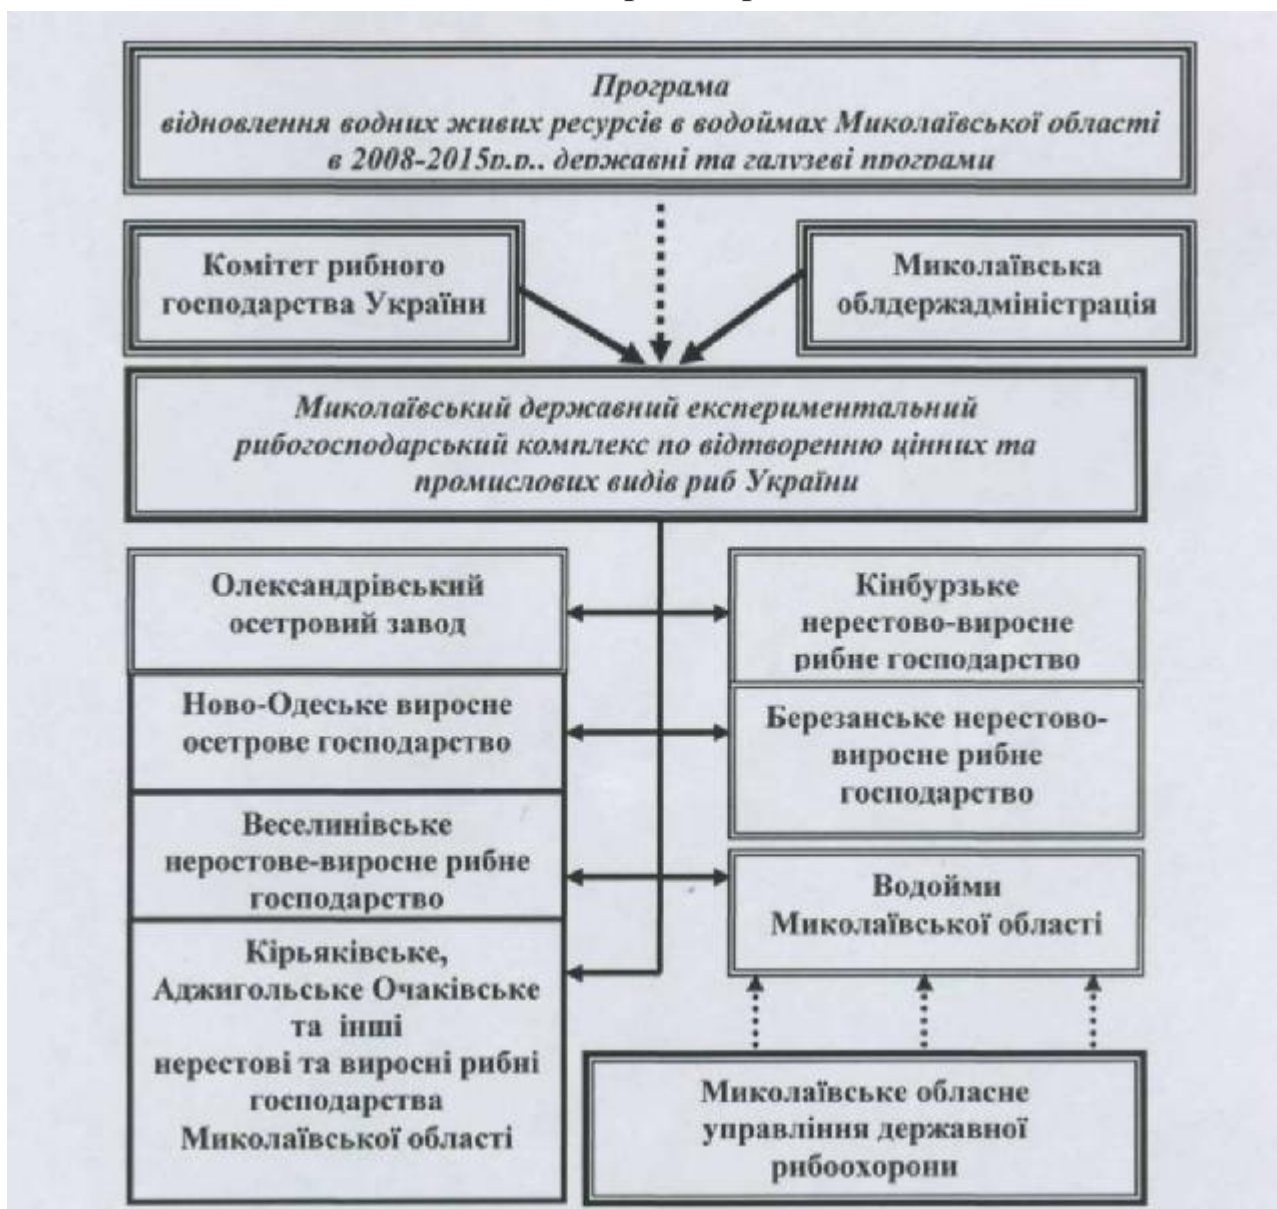 Програма
відновлення водних живих ресурсів в водоймах Миколаївської області
в 2008-2015р.р., державні та галузеві програми
Комітет рибного
господарства України
Миколаївська
облдержадміністрація
Миколаївський державний експериментальний
рибогосподарський комплекс по відтворенню цінних та
промислових видів риб України
Олександрівський
осетровий завод
Кінбурзьке
нерестово-виросне
рибне господарство
Ново-Одеське виросне
осетрове господарство
Березанське нерестово-
виросне рибне
господарство
Веселинівське
неростове-виросне рибне
господарство
Водойми
Миколаївської області
Кірьяківське,
Аджигольське Очаківське
та інші
нерестові та виросні рибні
господарства
Миколаївської області
Миколаївське обласне
управління державної
рибоохорони